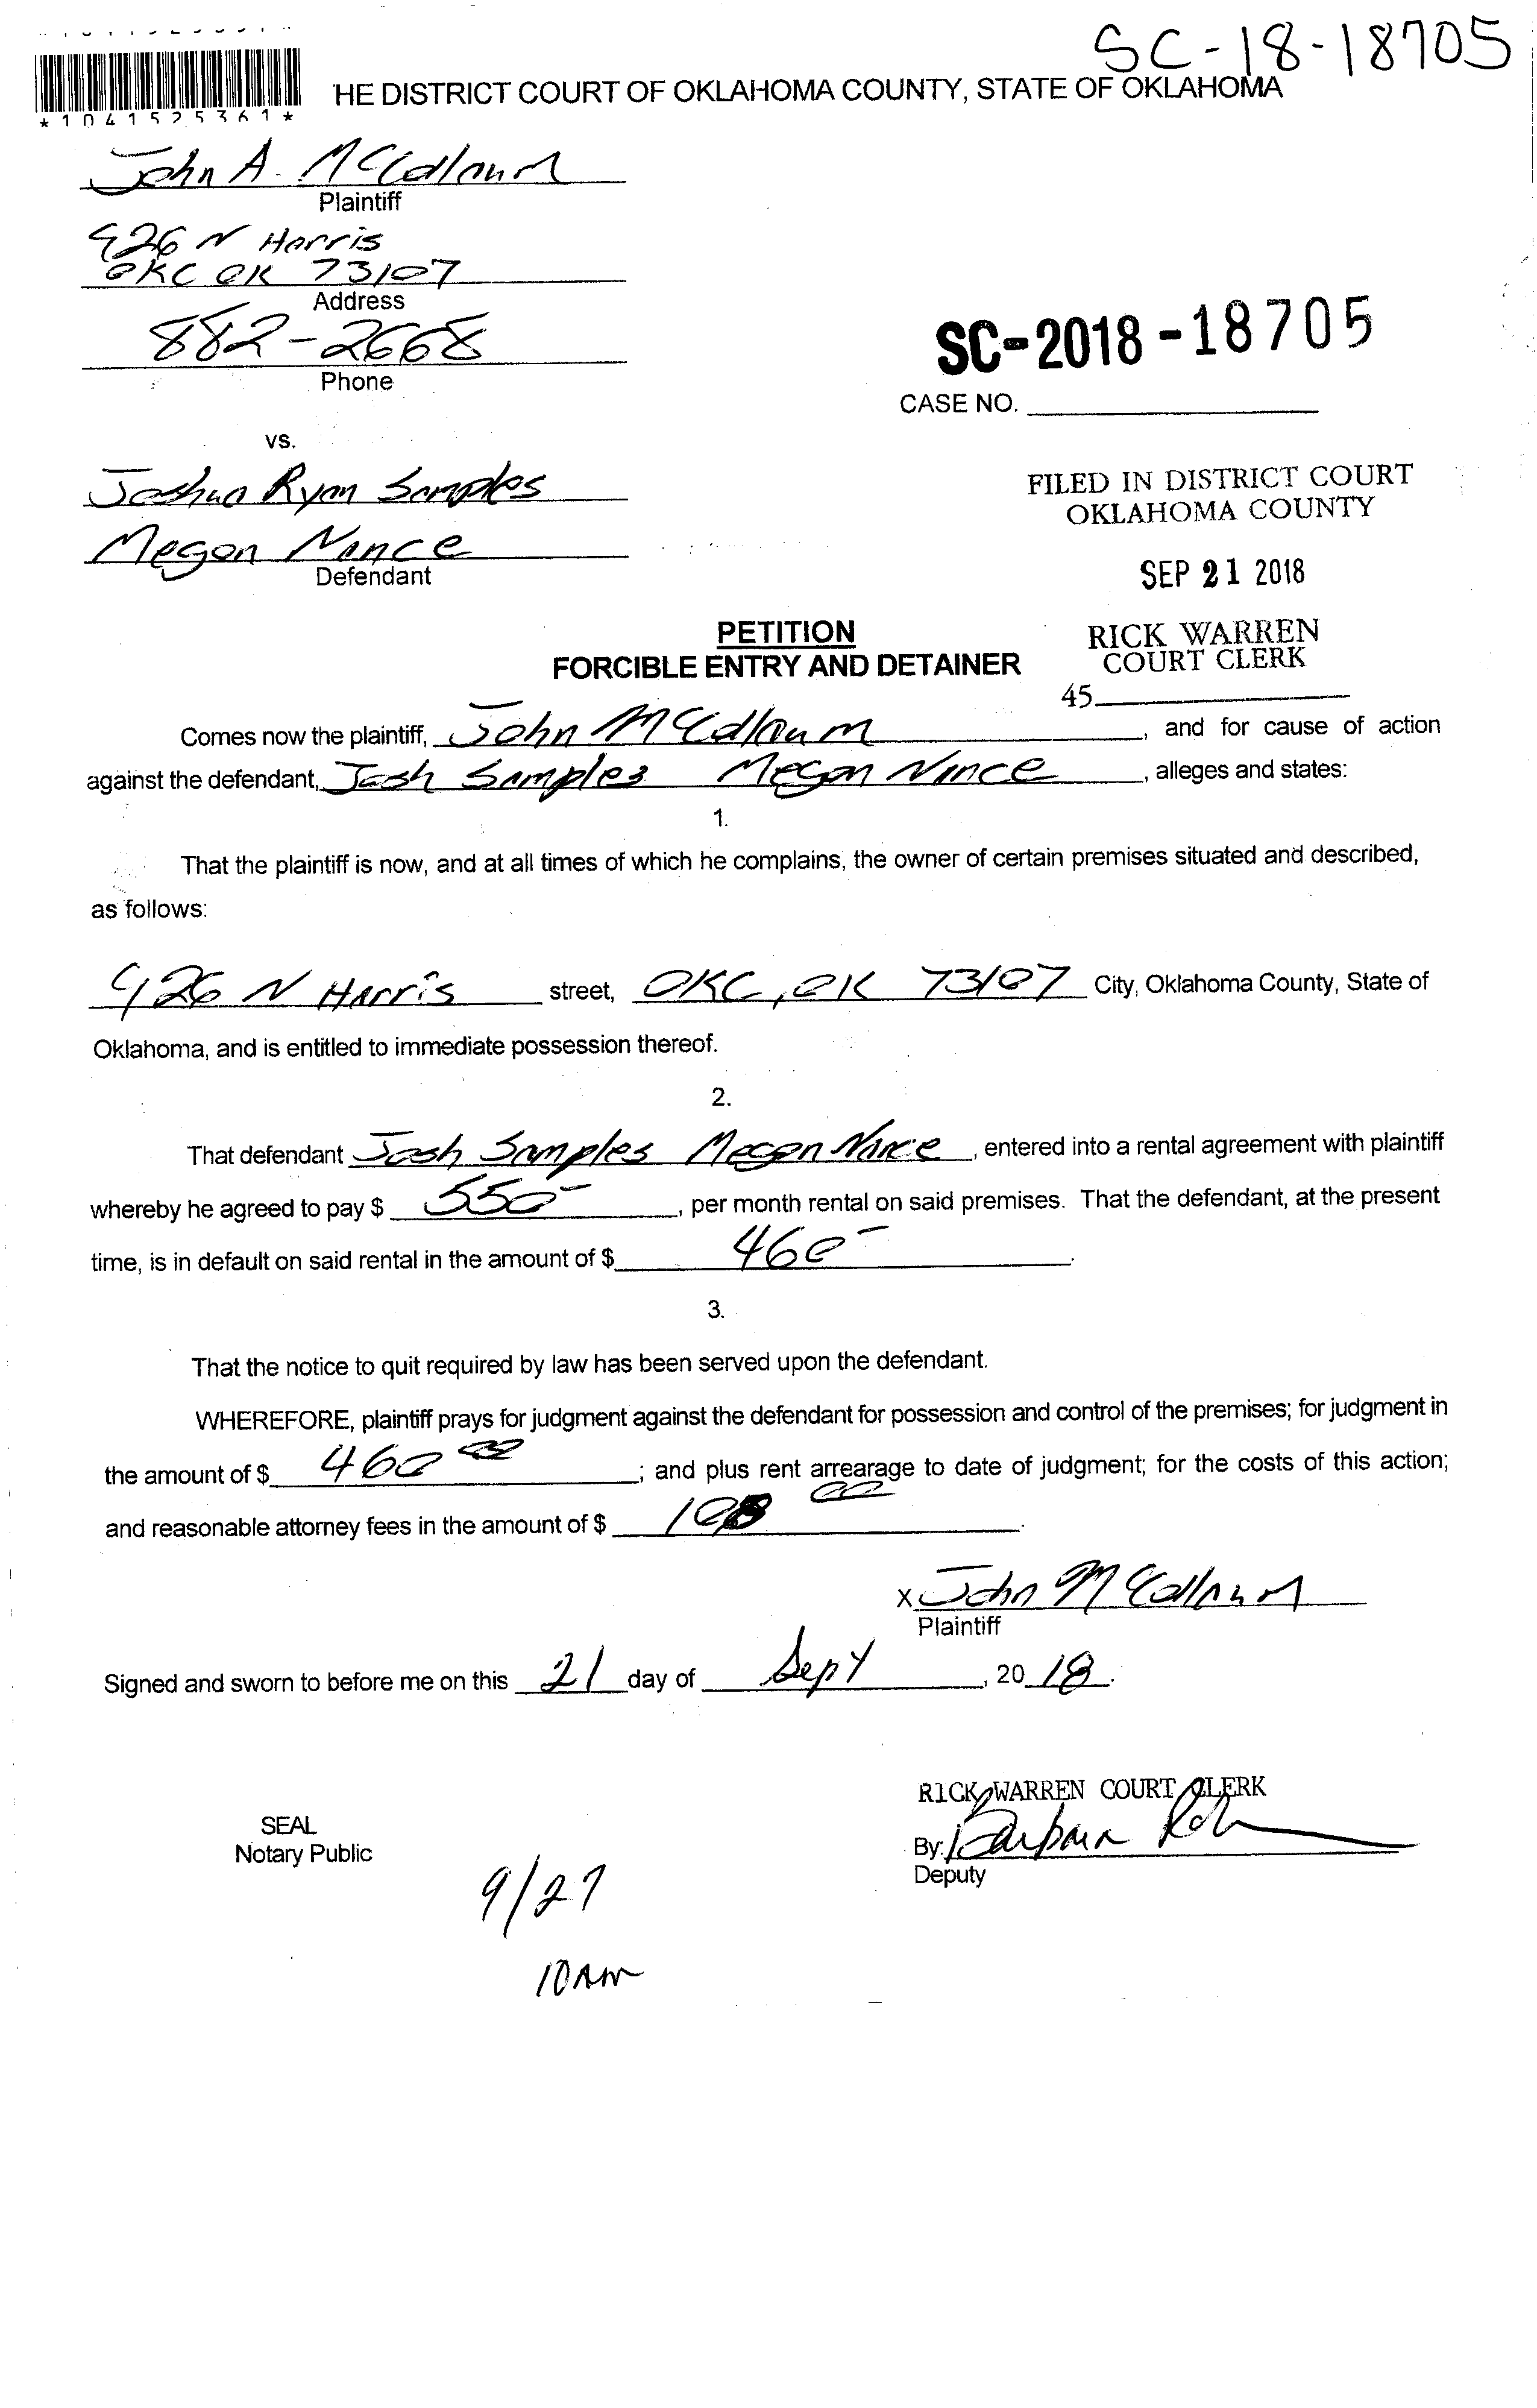 SC-18-18705
HE DISTRICT COURT OF OKLAHOMA COUNTY, STATE OF OKLAHOMA
*1041525361*
John A.
Plaintiff
926 N Harris
OKC OK 73107
Address
882-2668
Phone
SC-2018-18705
CASE NO.
vs.
Joshua Ryan Samples
Megan Nance
Defendant
FILED IN DISTRICT COURT
OKLAHOMA COUNTY
SEP 21 2018
RICK WARREN
COURT CLERK
45
PETITION
FORCIBLE ENTRY AND DETAINER
Comes now the plaintiff, John , and for cause of action
against the defendant, Josh Samples Megan Nance , alleges and states:
1.
That the plaintiff is now, and at all times of which he complains, the owner of certain premises situated and described,
as follows:
926 N Harris street, OKC, OK 73107 City, Oklahoma County, State of
Oklahoma, and is entitled to immediate possession thereof.
2.
That defendant Josh Samples Megan Nance , entered into a rental agreement with plaintiff
whereby he agreed to pay $ 550- , per month rental on said premises. That the defendant, at the present
time, is in default on said rental in the amount of $ 460- .
3.
That the notice to quit required by law has been served upon the defendant.
WHEREFORE, plaintiff prays for judgment against the defendant for possession and control of the premises; for judgment in
the amount of $ 460 00 ; and plus rent arrearage to date of judgment; for the costs of this action;
and reasonable attorney fees in the amount of $ 00 .
x John
Plaintiff
Signed and sworn to before me on this 21 day of Sept , 20 18.
RICK WARREN COURT CLERK
SEAL
Notary Public
By: Barbara
Deputy
9/27
10 AM